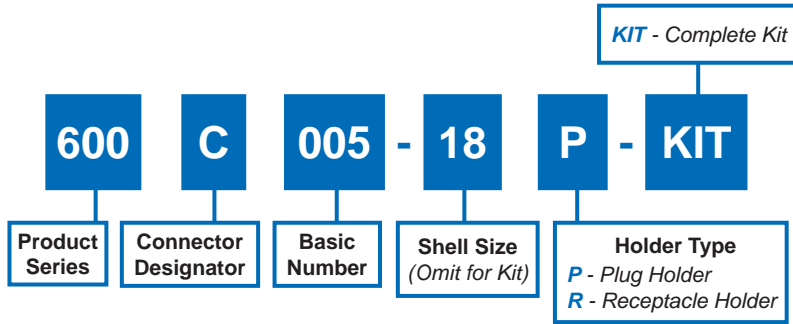 KIT - Complete Kit
600 C 005 - 18 P - KIT
Product
Series
Connector
Designator
Basic
Number
Shell Size
(Omit for Kit)
Holder Type
P - Plug Holder
R - Receptacle Holder